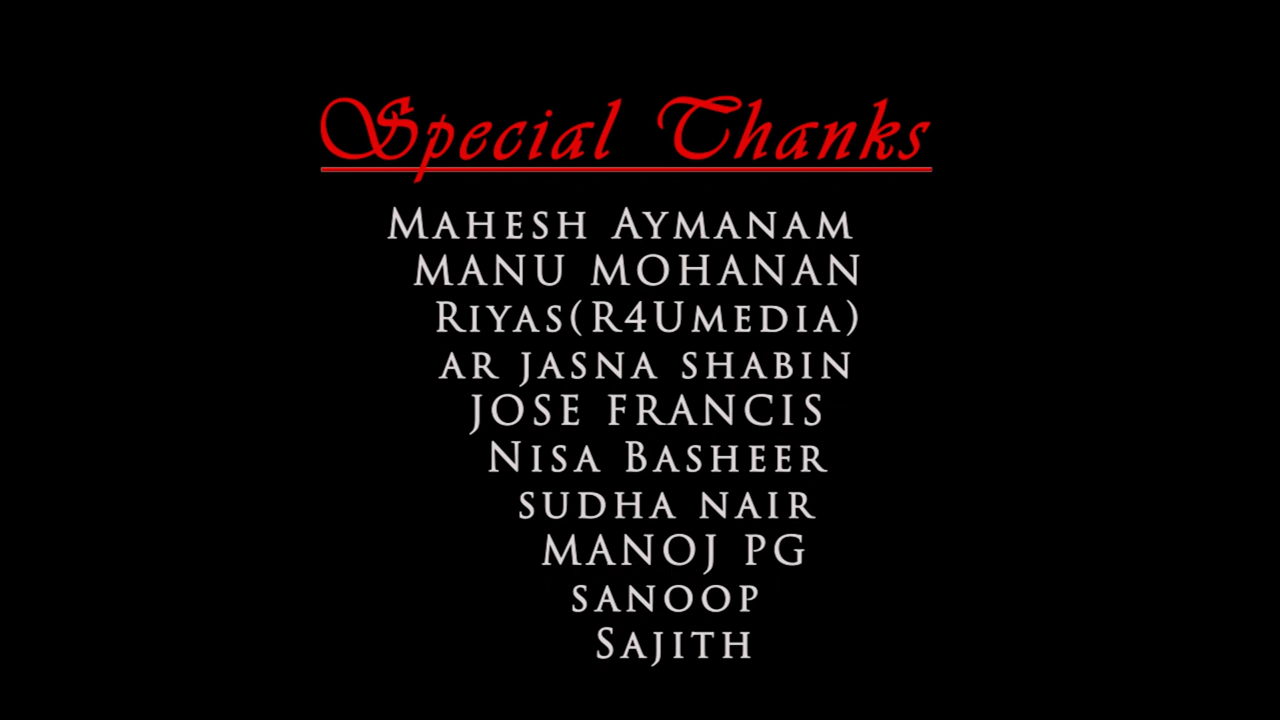 Special Thanks
Mahesh Aymanam
MANU MOHANAN
Riyas(R4Umedia)
ar jasna shabin
JOSE FRANCIS
Nisa Basheer
sudha nair
MANOJ PG
sanoop
Sajith